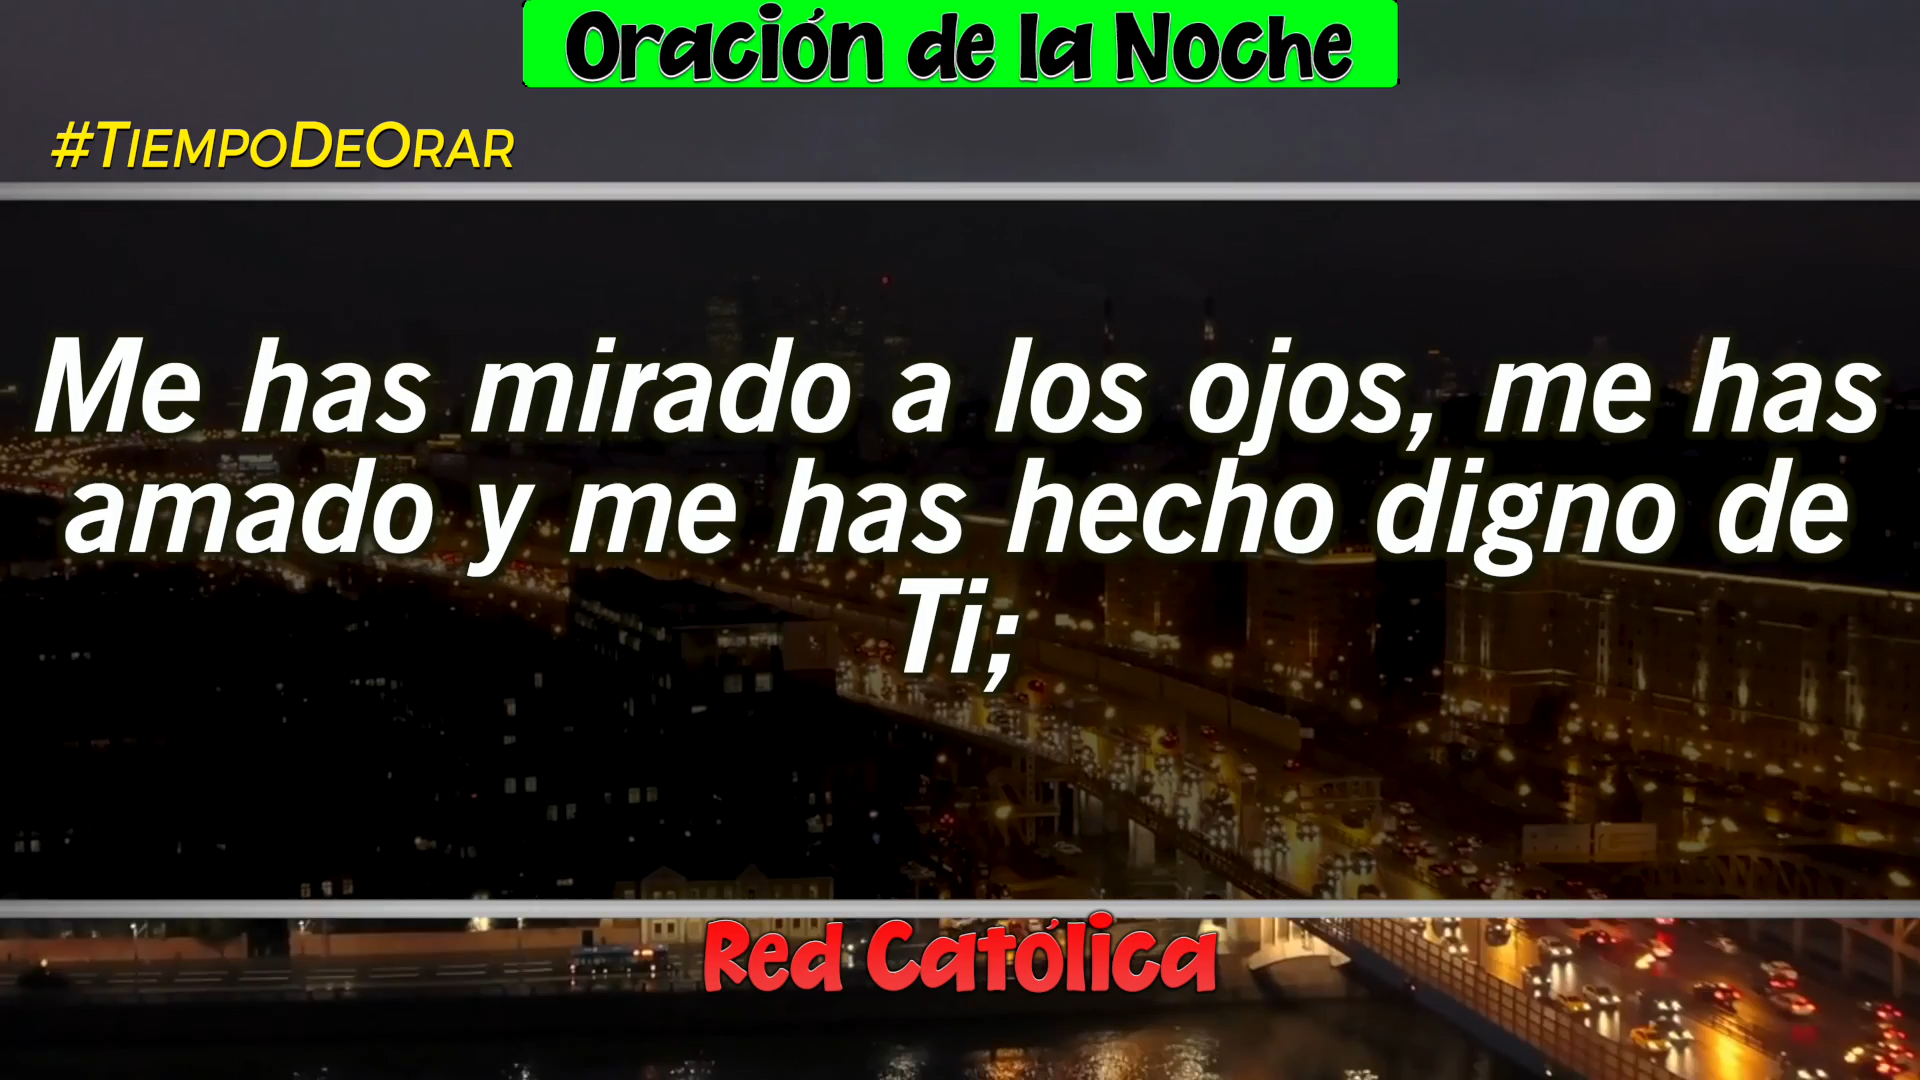 Oración de la Noche
#TiempoDeOrar
Me has mirado a los ojos, me has
amado y me has hecho digno de
Ti;
Red Católica